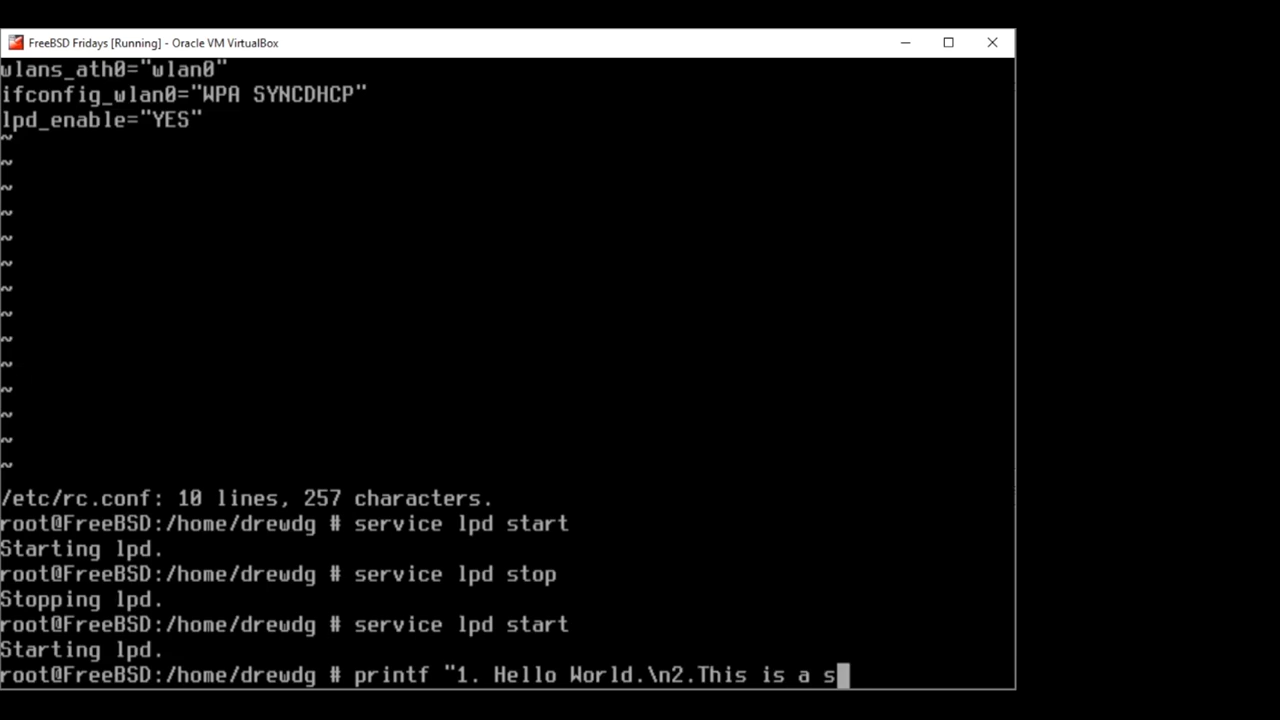 FreeBSD Fridays [Running] - Oracle VM VirtualBox
wlans_ath0="wlan0"
ifconfig_wlan0="WPA SYNCDHCP"
lpd_enable="YES"
~
~
~
~
~
~
~
~
~
~
~
~
~
~
/etc/rc.conf: 10 lines, 257 characters.
root@FreeBSD:/home/drewdg # service lpd start
Starting lpd.
root@FreeBSD:/home/drewdg # service lpd stop
Stopping lpd.
root@FreeBSD:/home/drewdg # service lpd start
Starting lpd.
root@FreeBSD:/home/drewdg # printf "1. Hello World.\n2.This is a s